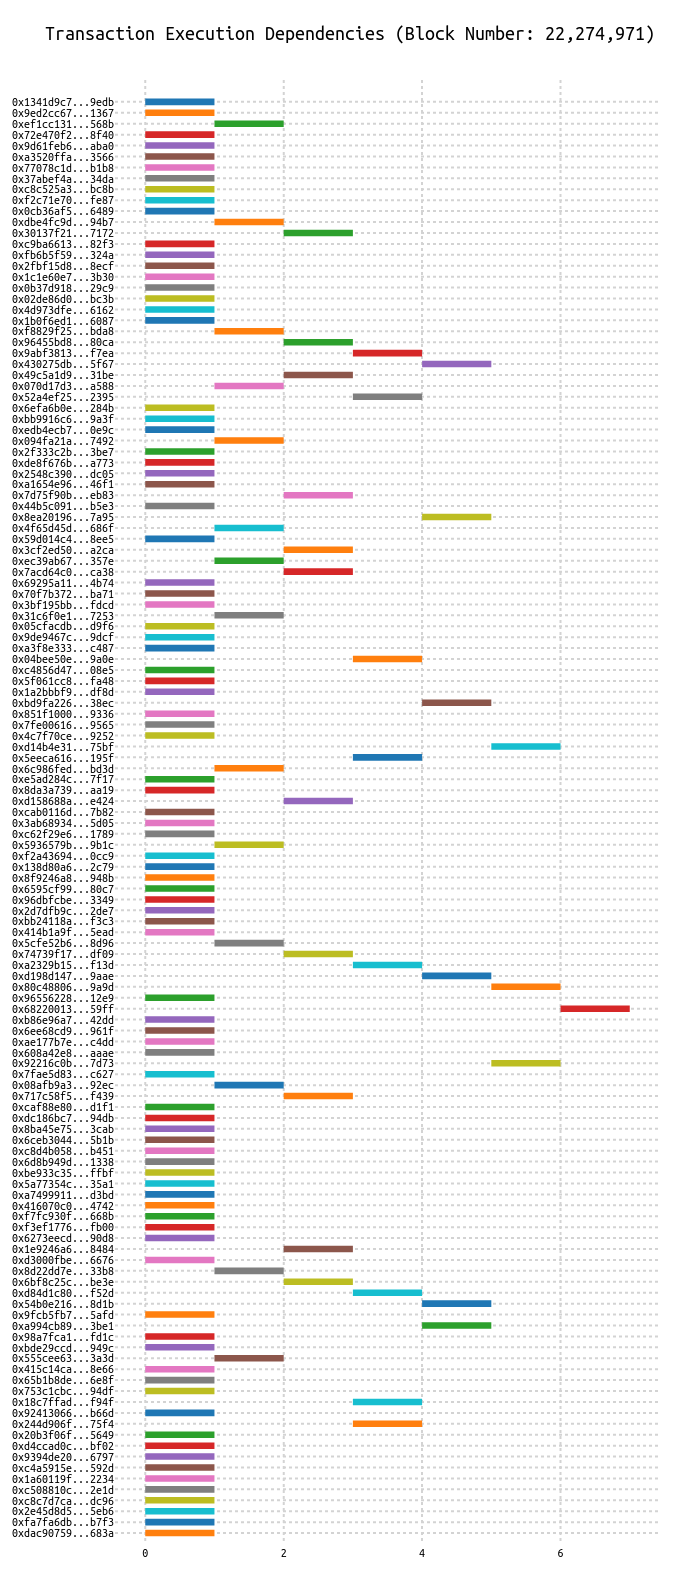 Transaction Execution Dependencies (Block Number: 22,274,971)
0x1341d9c7...9edb
0x9ed2cc67...1367
0xef1cc131...568b
0x72e470f2...8f40
0x9d61feb6...aba0
0xa3520ffa...3566
0x77078c1d...b1b8
0x37abef4a...34da
0xc8c525a3...bc8b
0xf2c71e70...fe87
0x0cb36af5...6489
0xdbe4fc9d...94b7
0x30137f21...7172
0xc9ba6613...82f3
0xfb6b5f59...324a
0x2fbf15d8...8ecf
0x1c1e60e7...3b30
0x0b37d918...29c9
0x02de86d0...bc3b
0x4d973dfe...6162
0x1b0f6ed1...6087
0xf8829f25...bda8
0x96455bd8...80ca
0x9abf3813...f7ea
0x430275db...5f67
0x49c5a1d9...31be
0x070d17d3...a588
0x52a4ef25...2395
0x6efa6b0e...284b
0xbb9916c6...9a3f
0xedb4ecb7...0e9c
0x094fa21a...7492
0x2f333c2b...3be7
0xde8f676b...a773
0x2548c390...dc05
0xa1654e96...46f1
0x7d75f90b...eb83
0x44b5c091...b5e3
0x8ea20196...7a95
0x4f65d45d...686f
0x59d014c4...8ee5
0x3cf2ed50...a2ca
0xec39ab67...357e
0x7acd64c0...ca38
0x69295a11...4b74
0x70f7b372...ba71
0x3bf195bb...fdcd
0x31c6f0e1...7253
0x05cfacdb...d9f6
0x9de9467c...9dcf
0xa3f8e333...c487
0x04bee50e...9a0e
0xc4856d47...08e5
0x5f061cc8...fa48
0x1a2bbbf9...df8d
0xbd9fa226...38ec
0x851f1000...9336
0x7fe00616...9565
0x4c7f70ce...9252
0xd14b4e31...75bf
0x5eeca616...195f
0x6c986fed...bd3d
0xe5ad284c...7f17
0x8da3a739...aa19
0xd158688a...e424
0xcab0116d...7b82
0x3ab68934...5d05
0xc62f29e6...1789
0x5936579b...9b1c
0xf2a43694...0cc9
0x138d80a6...2c79
0x8f9246a8...948b
0x6595cf99...80c7
0x96dbfcbe...3349
0x2d7dfb9c...2de7
0xbb24118a...f3c3
0x414b1a9f...5ead
0x5cfe52b6...8d96
0x74739f17...df09
0xa2329b15...f13d
0xd198d147...9aae
0x80c48806...9a9d
0x96556228...12e9
0x68220013...59ff
0xb86e96a7...42dd
0x6ee68cd9...961f
0xae177b7e...c4dd
0x608a42e8...aaae
0x92216c0b...7d73
0x7fae5d83...c627
0x08afb9a3...92ec
0x717c58f5...f439
0xcaf88e80...d1f1
0xdc186bc7...94db
0x8ba45e75...3cab
0x6ceb3044...5b1b
0xc8d4b058...b451
0x6d8b949d...1338
0xbe933c35...ffbf
0x5a77354c...35a1
0xa7499911...d3bd
0x416070c0...4742
0xf7fc930f...668b
0xf3ef1776...fb00
0x6273eecd...90d8
0x1e9246a6...8484
0xd3000fbe...6676
0x8d22dd7e...33b8
0x6bf8c25c...be3e
0xd84d1c80...f52d
0x54b0e216...8d1b
0x9fcb5fb7...5afd
0xa994cb89...3be1
0x98a7fca1...fd1c
0xbde29ccd...949c
0x555cee63...3a3d
0x415c14ca...8e66
0x65b1b8de...6e8f
0x753c1cbc...94df
0x18c7ffad...f94f
0x92413066...b66d
0x244d906f...75f4
0x20b3f06f...5649
0xd4ccad0c...bf02
0x9394de20...6797
0xc4a5915e...592d
0x1a60119f...2234
0xc508810c...2e1d
0xc8c7d7ca...dc96
0x2e45d8d5...5eb6
0xfa7fa6db...b7f3
0xdac90759...683a
0 2 4 6